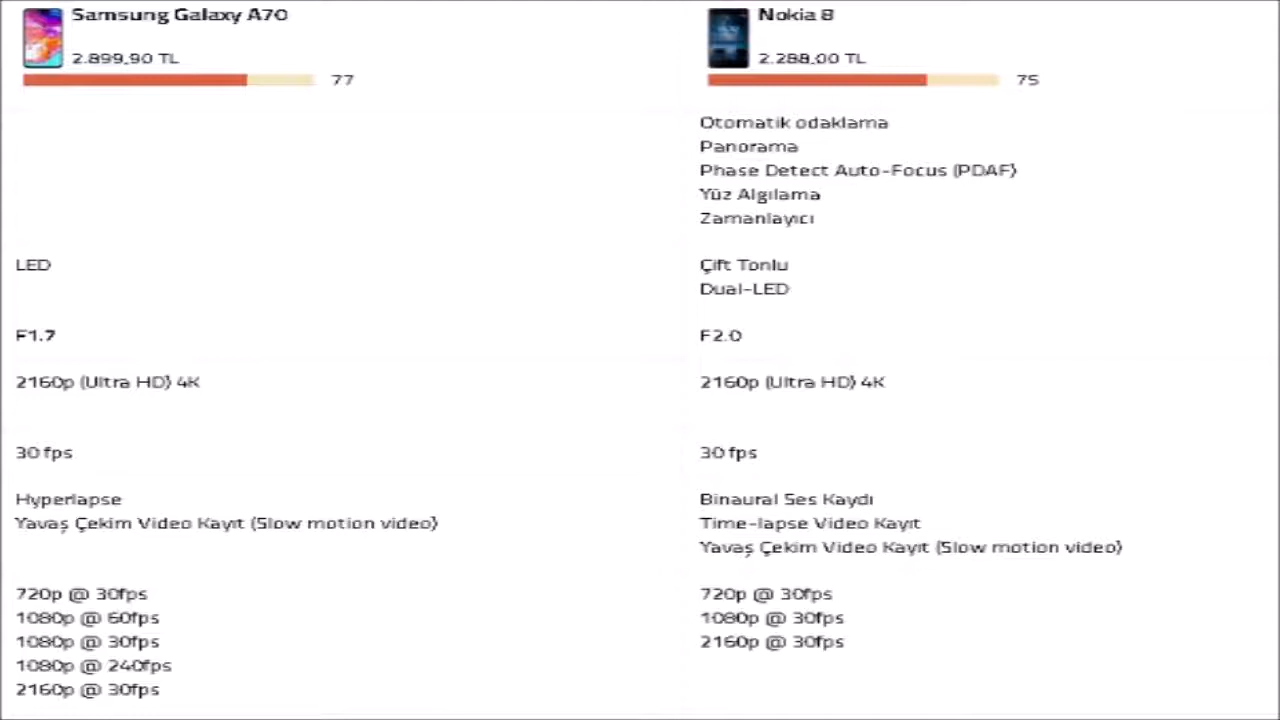 Samsung Galaxy A70
2.899,90 TL
77
LED
F1.7
2160p (Ultra HD) 4K
30 fps
Hyperlapse
Yavaş Çekim Video Kayıt (Slow motion video)
720p @ 30fps
1080p @ 60fps
1080p @ 30fps
1080p @ 240fps
2160p @ 30fps
Nokia 8
2.288,00 TL
75
Otomatik odaklama
Panorama
Phase Detect Auto-Focus (PDAF)
Yüz Algılama
Zamanlayıcı
Çift Tonlu
Dual-LED
F2.0
2160p (Ultra HD) 4K
30 fps
Binaural Ses Kaydı
Time-lapse Video Kayıt
Yavaş Çekim Video Kayıt (Slow motion video)
720p @ 30fps
1080p @ 30fps
2160p @ 30fps